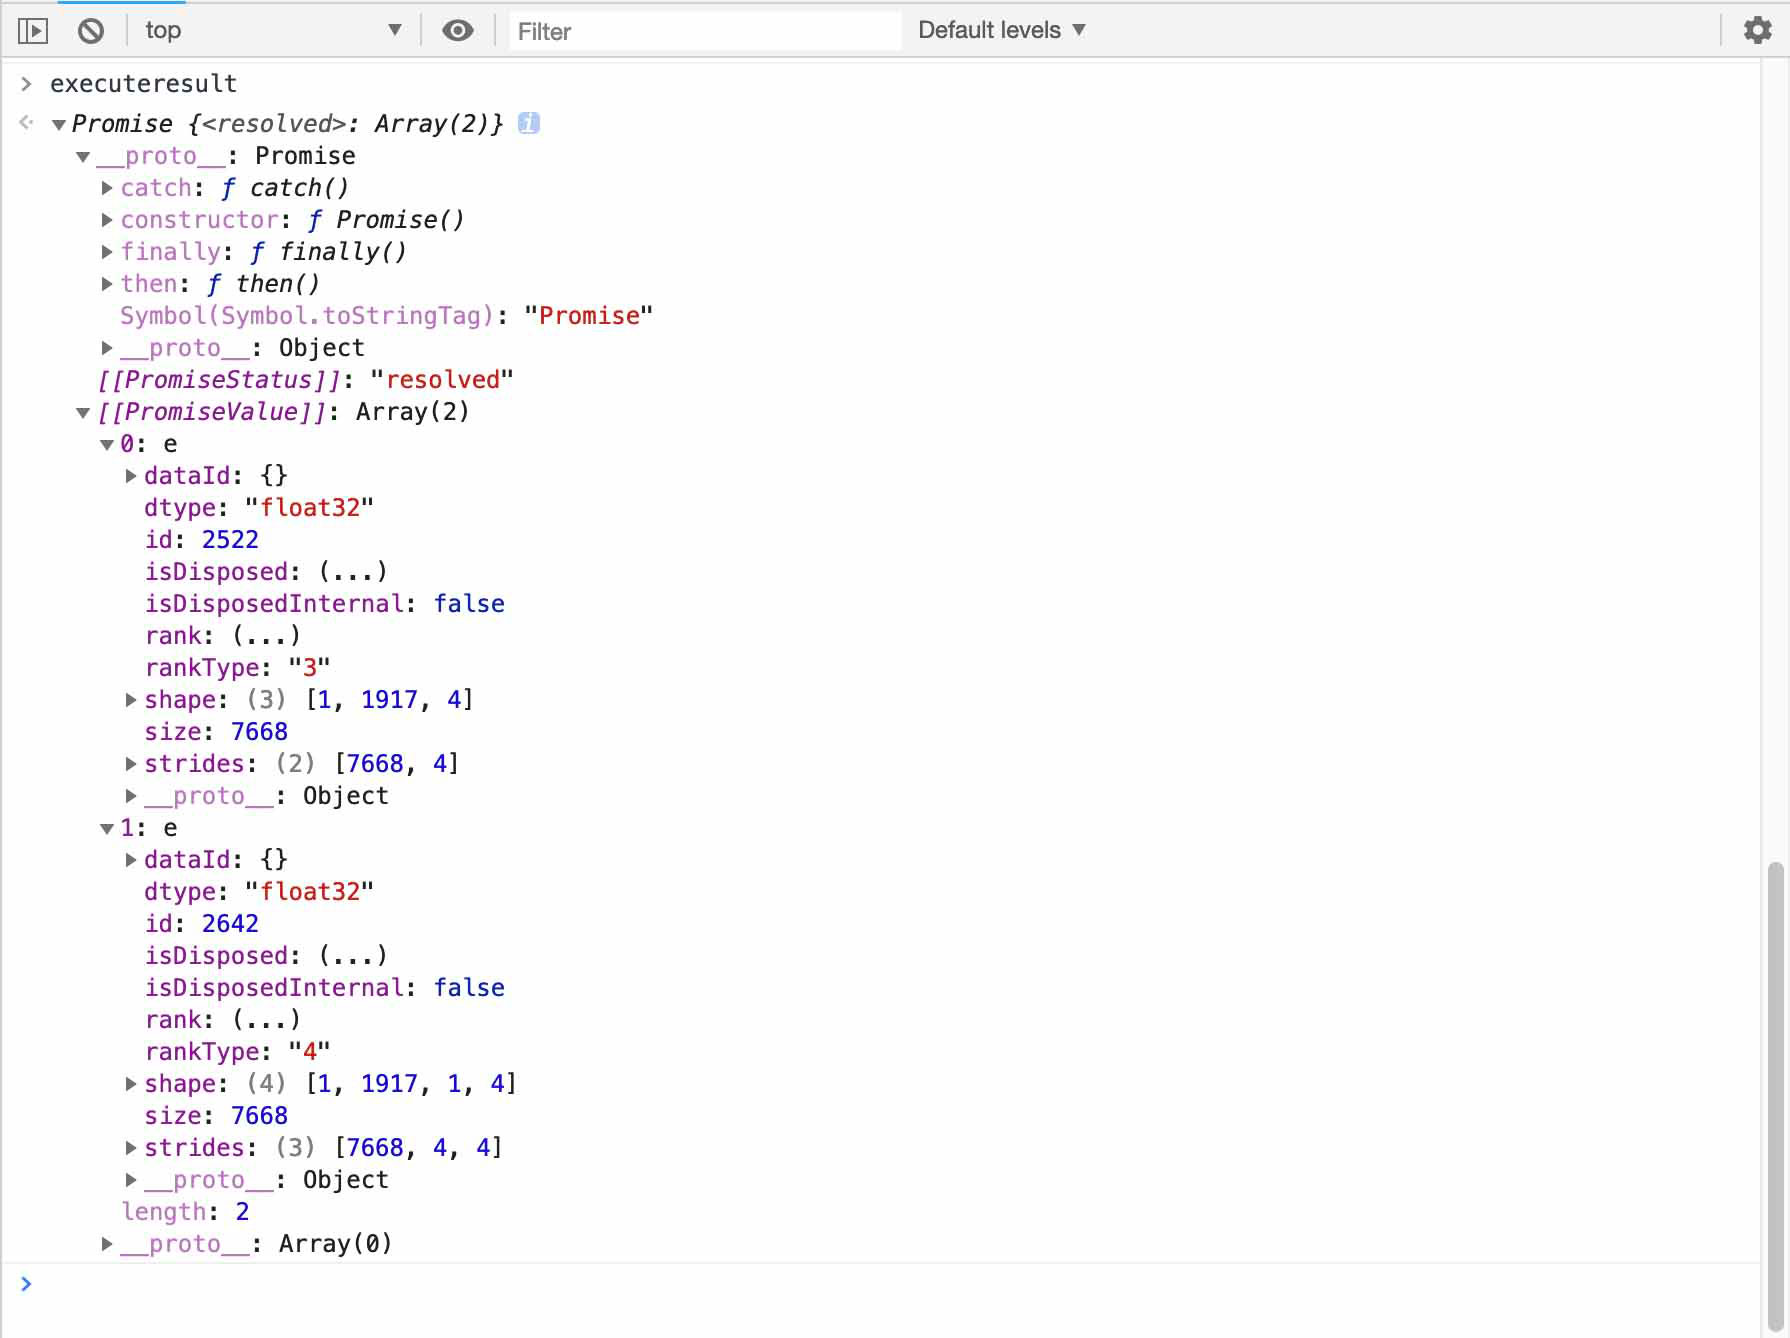 top
Filter
Default levels
executeresult
Promise {<resolved>: Array(2)} i
__proto__: Promise
catch: ƒ catch()
constructor: ƒ Promise()
finally: ƒ finally()
then: ƒ then()
Symbol(Symbol.toStringTag): "Promise"
__proto__: Object
[[PromiseStatus]]: "resolved"
[[PromiseValue]]: Array(2)
0: e
dataId: {}
dtype: "float32"
id: 2522
isDisposed: (...)
isDisposedInternal: false
rank: (...)
rankType: "3"
shape: (3) [1, 1917, 4]
size: 7668
strides: (2) [7668, 4]
__proto__: Object
1: e
dataId: {}
dtype: "float32"
id: 2642
isDisposed: (...)
isDisposedInternal: false
rank: (...)
rankType: "4"
shape: (4) [1, 1917, 1, 4]
size: 7668
strides: (3) [7668, 4, 4]
__proto__: Object
length: 2
__proto__: Array(0)